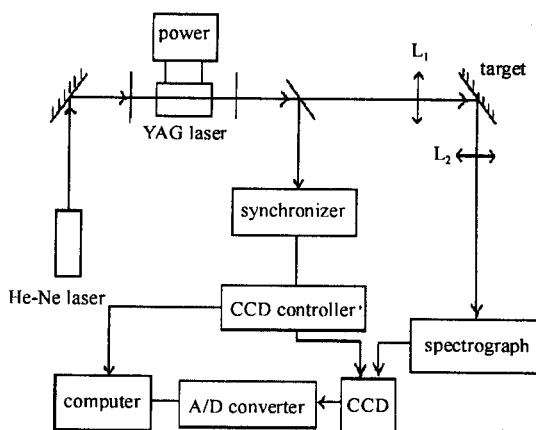 power
L₁
target
YAG laser
L₂
synchronizer
He-Ne laser
CCD controller
spectrograph
computer
A/D converter
CCD